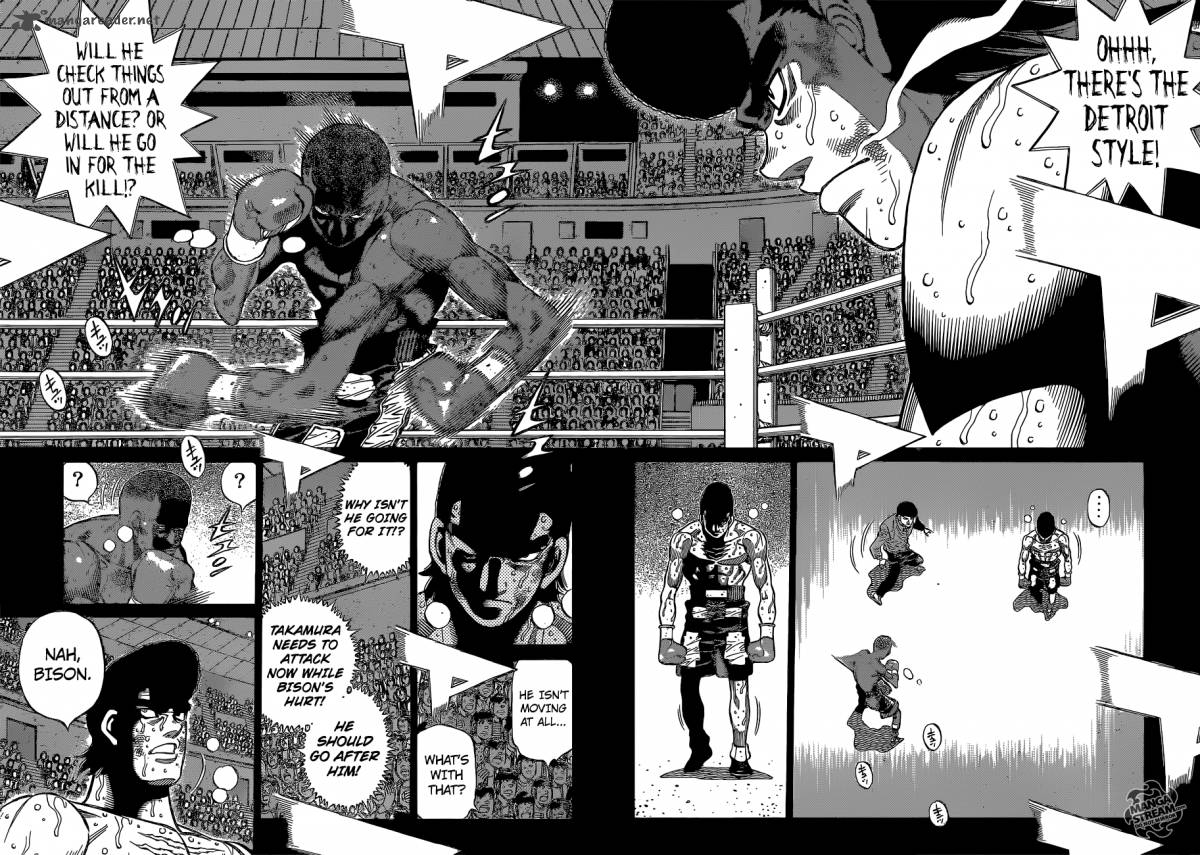 mangareader.net
OHHH,
THERE'S THE
DETROIT
STYLE!
WILL HE
CHECK THINGS
OUT FROM A
DISTANCE? OR
WILL HE GO
IN FOR THE
KILL!?
....
HE ISN'T
MOVING
AT ALL...
WHAT'S
WITH THAT?
WHY ISN'T
HE GOING
FOR IT!?
TAKAMURA
NEEDS TO
ATTACK
NOW WHILE
BISON'S
HURT!
HE
SHOULD
GO AFTER
HIM!
?
?
NAH,
BISON.
MANGA
STREAM